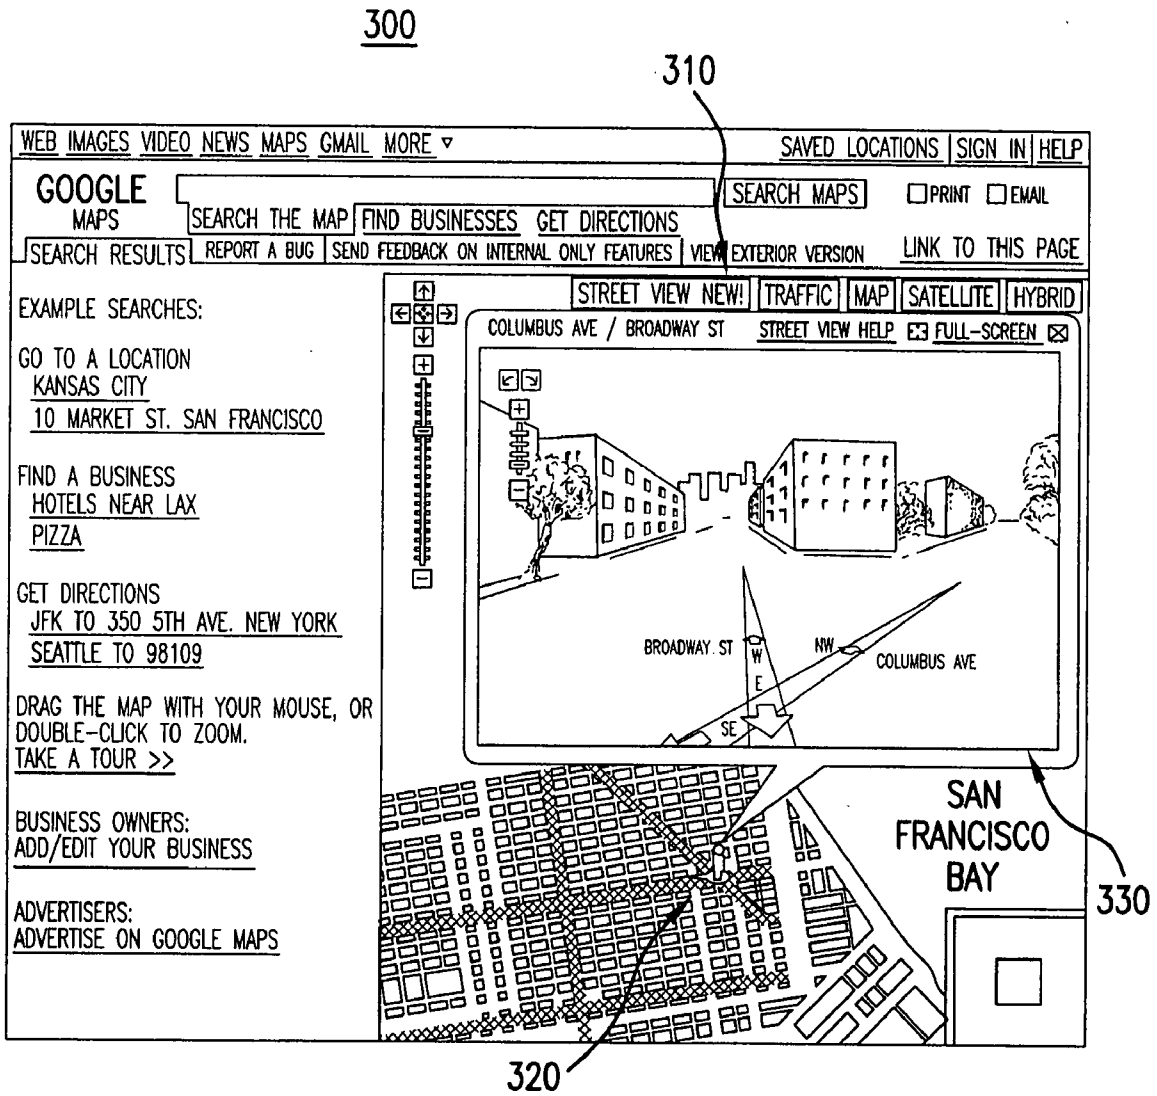 300
310
WEB IMAGES VIDEO NEWS MAPS GMAIL MORE ▿
SAVED LOCATIONS | SIGN IN | HELP
GOOGLE
MAPS
SEARCH MAPS
PRINT EMAIL
SEARCH THE MAP FIND BUSINESSES GET DIRECTIONS
SEARCH RESULTS REPORT A BUG SEND FEEDBACK ON INTERNAL ONLY FEATURES VIEW EXTERIOR VERSION LINK TO THIS PAGE
STREET VIEW NEW! TRAFFIC MAP SATELLITE HYBRID
COLUMBUS AVE / BROADWAY ST STREET VIEW HELP FULL-SCREEN
EXAMPLE SEARCHES:
GO TO A LOCATION
KANSAS CITY
10 MARKET ST. SAN FRANCISCO
FIND A BUSINESS
HOTELS NEAR LAX
PIZZA
GET DIRECTIONS
JFK TO 350 5TH AVE. NEW YORK
SEATTLE TO 98109
DRAG THE MAP WITH YOUR MOUSE, OR
DOUBLE-CLICK TO ZOOM.
TAKE A TOUR >>
BUSINESS OWNERS:
ADD/EDIT YOUR BUSINESS
ADVERTISERS:
ADVERTISE ON GOOGLE MAPS
BROADWAY ST
W
E
NW
COLUMBUS AVE
SE
SAN
FRANCISCO
BAY
330
320